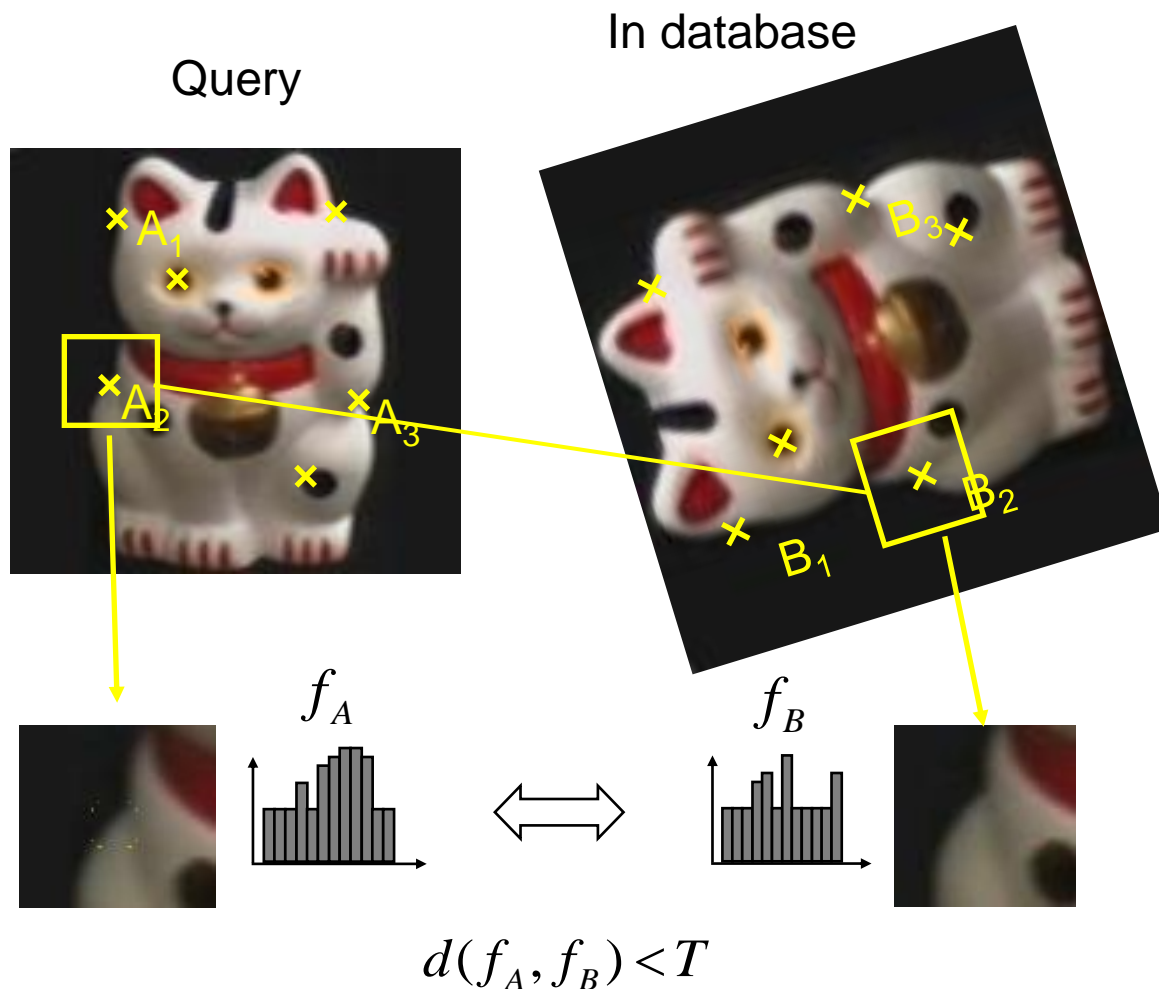 In database
Query
A1
A2
A3
B3
B2
B1
fA
fB
d(fA, fB) < T